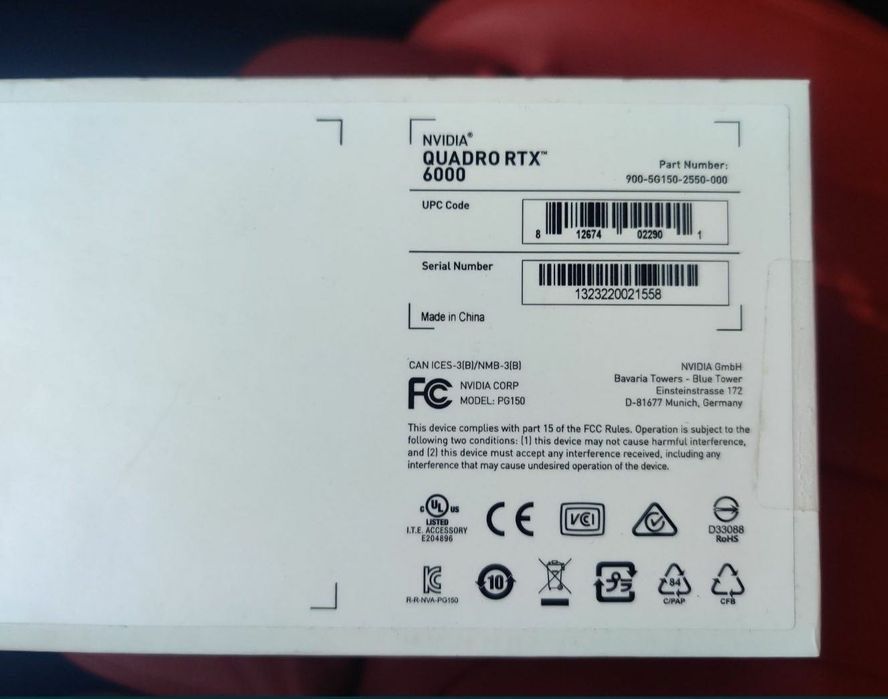 NVIDIA®
QUADRO RTX™
6000
Part Number:
900-5G150-2550-000
UPC Code
8 12674 02290 1
Serial Number
1323220021558
Made in China
CAN ICES-3(B)/NMB-3(B)
FC
NVIDIA CORP
MODEL: PG150
NVIDIA GmbH
Bavaria Towers - Blue Tower
Einsteinstrasse 172
D-81677 Munich, Germany
This device complies with part 15 of the FCC Rules. Operation is subject to the
following two conditions: (1) this device may not cause harmful interference,
and (2) this device must accept any interference received, including any
interference that may cause undesired operation of the device.
c UL us
LISTED
I.T.E. ACCESSORY
E204896
CE
VCI
D33088
RoHS
R-R-NVA-PG150
10
84
C/PAP
CFB